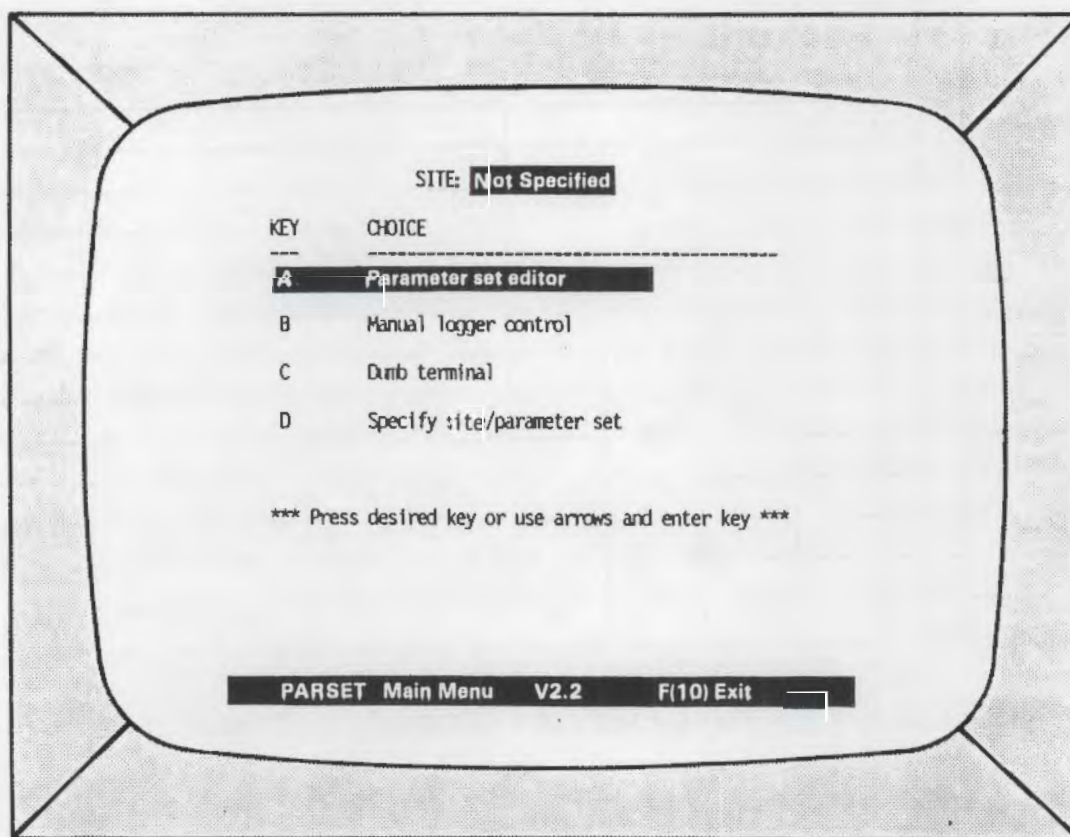 SITE: Not Specified
KEY CHOICE
--- ----------------------------------------
A Parameter set editor
B Manual logger control
C Dumb terminal
D Specify site/parameter set
*** Press desired key or use arrows and enter key ***
PARSET Main Menu V2.2 F(10) Exit